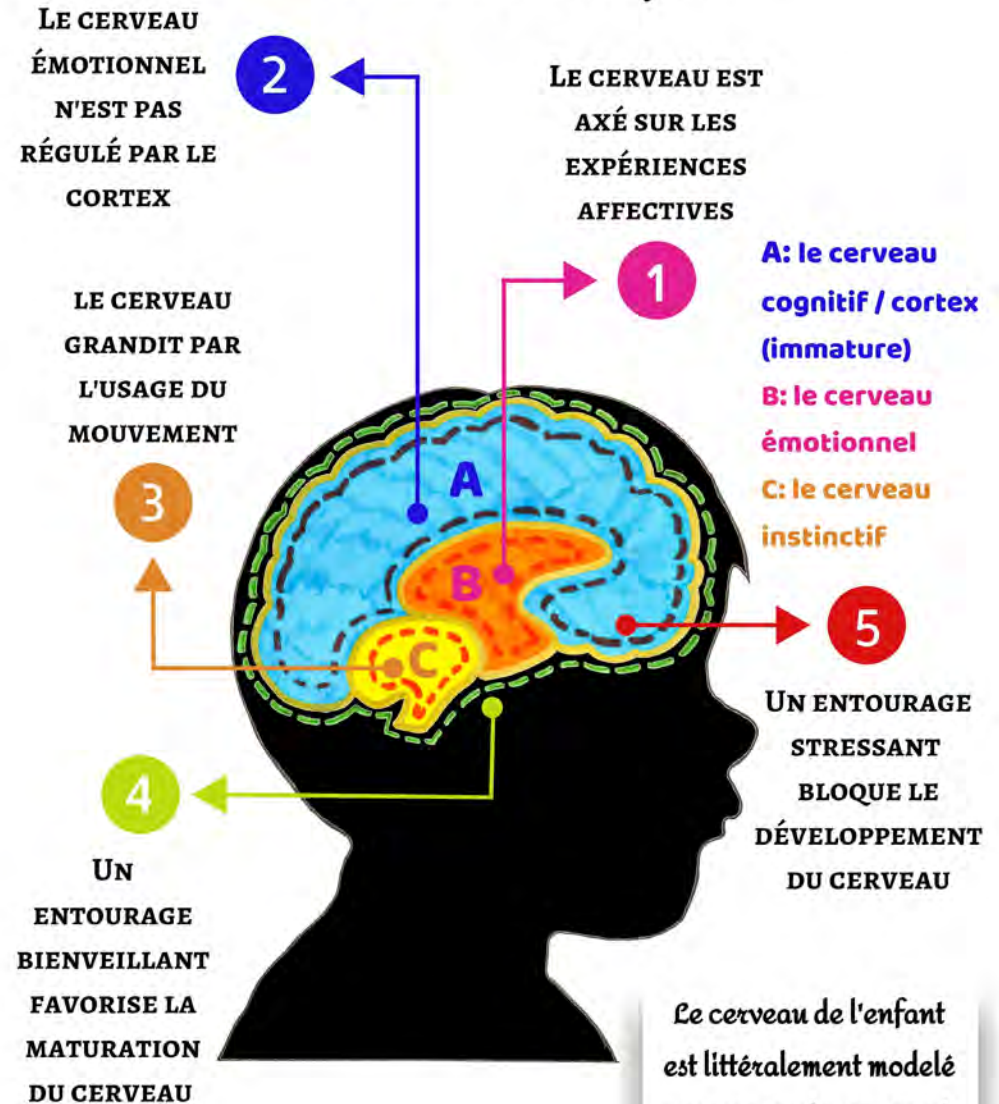 LE CERVEAU
ÉMOTIONNEL
N'EST PAS
RÉGULÉ PAR LE
CORTEX
2
LE CERVEAU EST
AXÉ SUR LES
EXPÉRIENCES
AFFECTIVES
1
A: le cerveau
cognitif / cortex
(immature)
B: le cerveau
émotionnel
C: le cerveau
instinctif
LE CERVEAU
GRANDIT PAR
L'USAGE DU
MOUVEMENT
3
A
B
C
5
UN ENTOURAGE
STRESSANT
BLOQUE LE
DÉVELOPPEMENT
DU CERVEAU
4
UN
ENTOURAGE
BIENVEILLANT
FAVORISE LA
MATURATION
DU CERVEAU
Le cerveau de l'enfant
est littéralement modelé